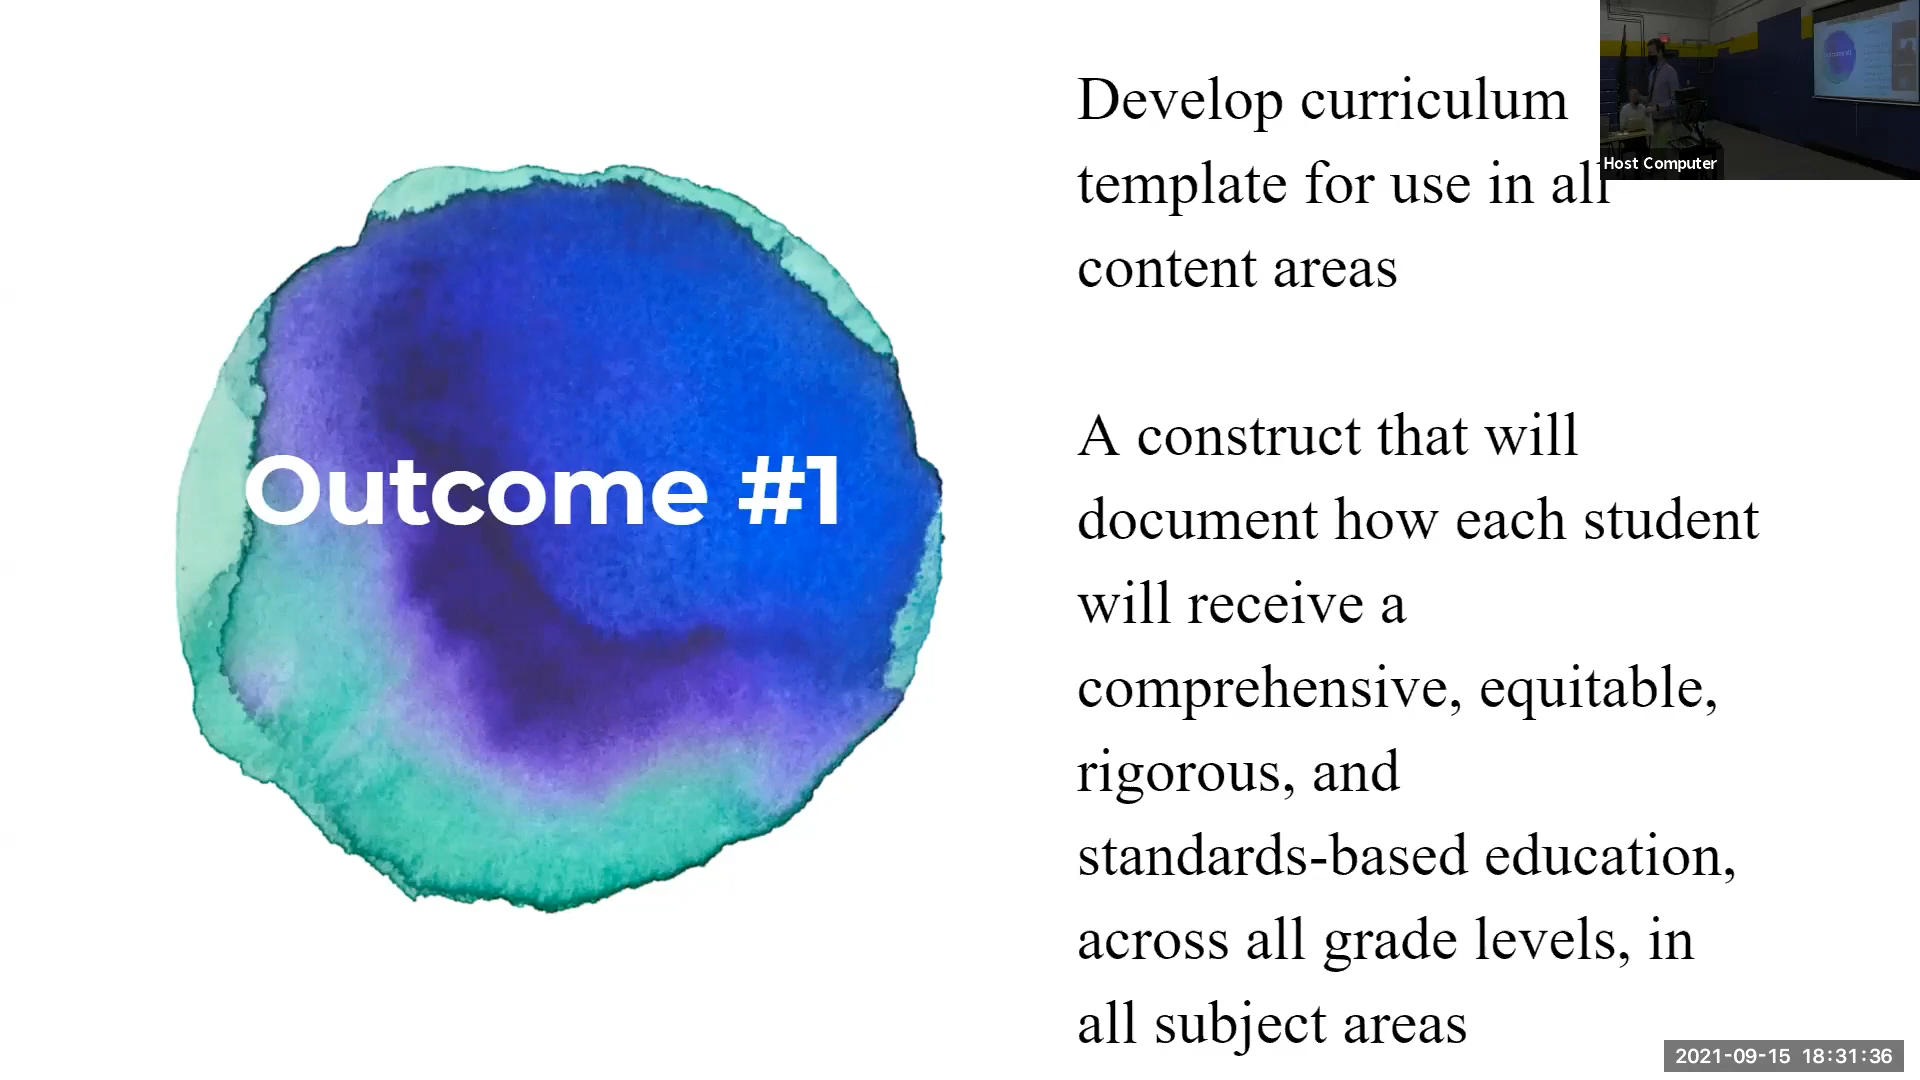 Develop curriculum
template for use in all
content areas
Outcome #1
A construct that will
document how each student
will receive a
comprehensive, equitable,
rigorous, and
standards-based education,
across all grade levels, in
all subject areas
Host Computer
2021-09-15 18:31:36